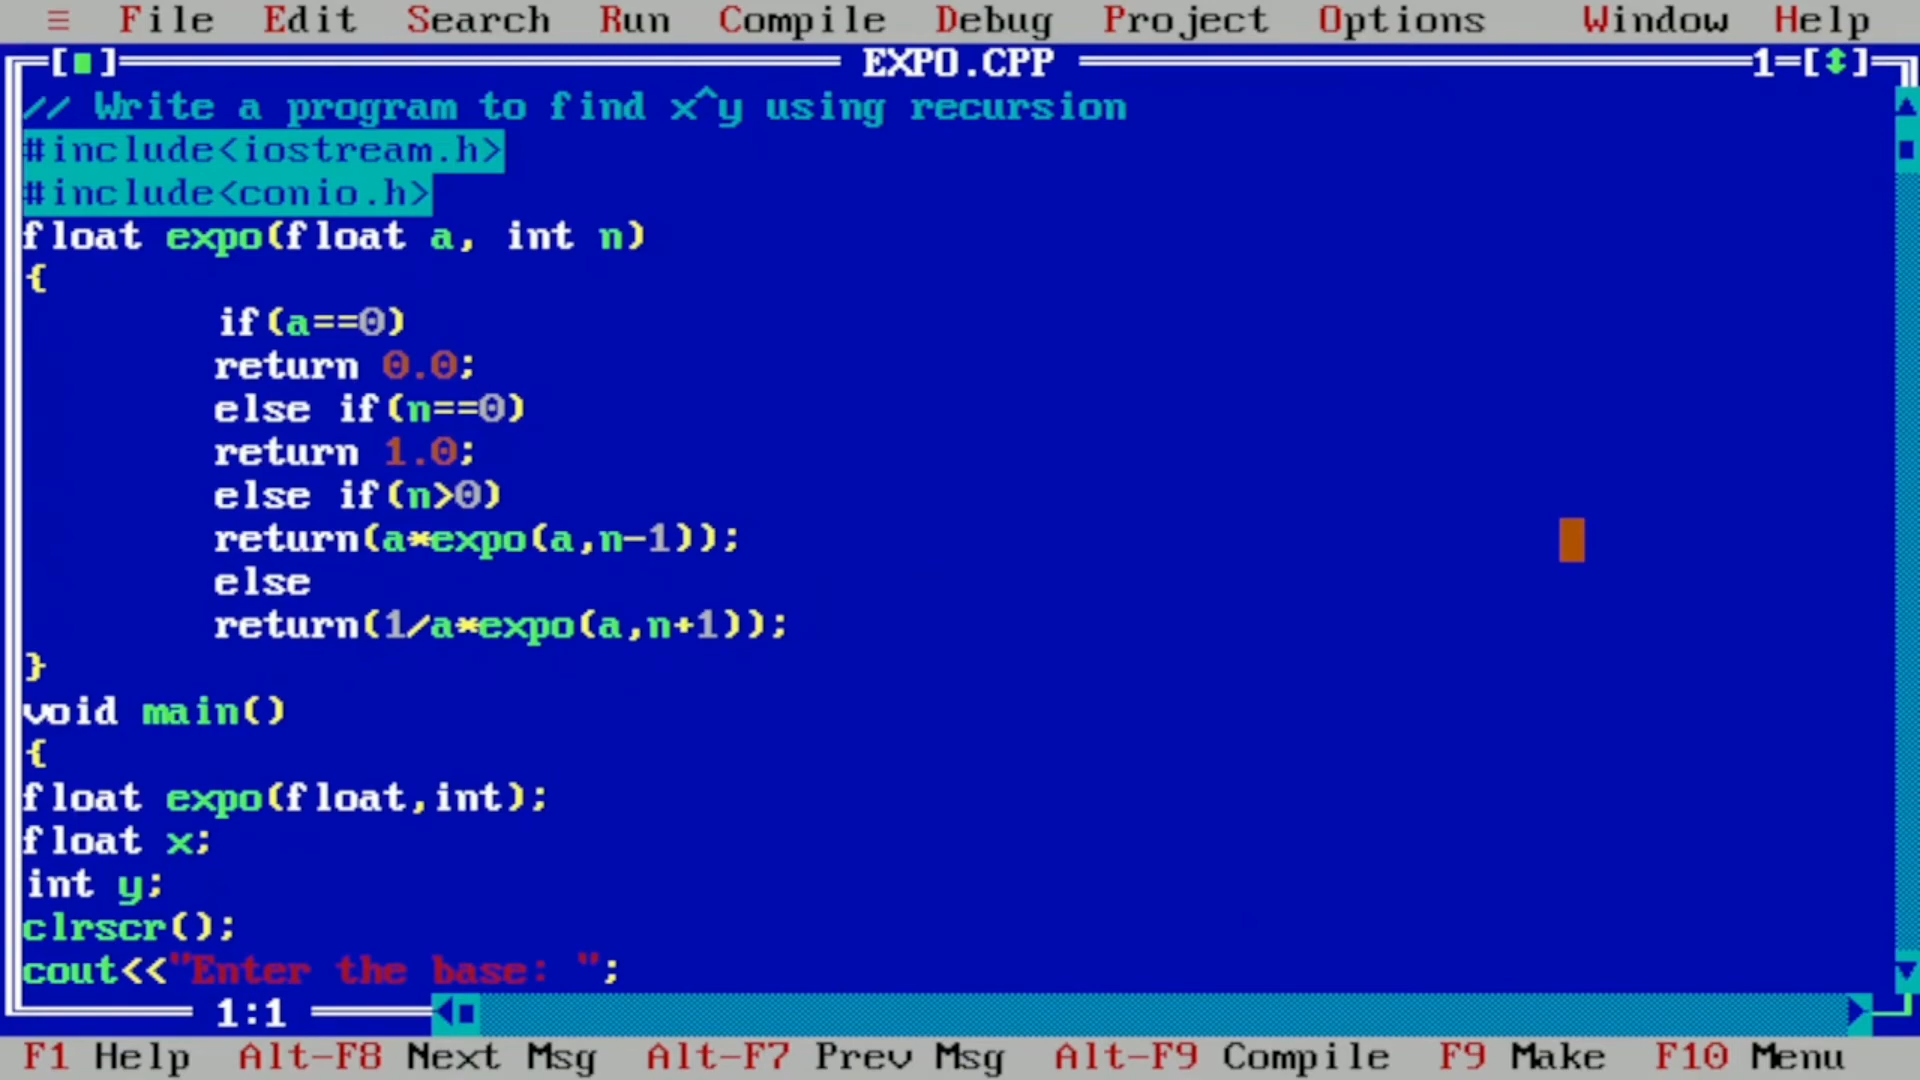 ≡ File Edit Search Run Compile Debug Project Options Window Help
[■] EXPO.CPP 1=[↕]
// Write a program to find x^y using recursion
#include<iostream.h>
#include<conio.h>
float expo(float a, int n)
{
if(a==0)
return 0.0;
else if(n==0)
return 1.0;
else if(n>0)
return(a*expo(a,n-1));
else
return(1/a*expo(a,n+1));
}
void main()
{
float expo(float,int);
float x;
int y;
clrscr();
cout<<"Enter the base: ";
1:1
F1 Help Alt-F8 Next Msg Alt-F7 Prev Msg Alt-F9 Compile F9 Make F10 Menu